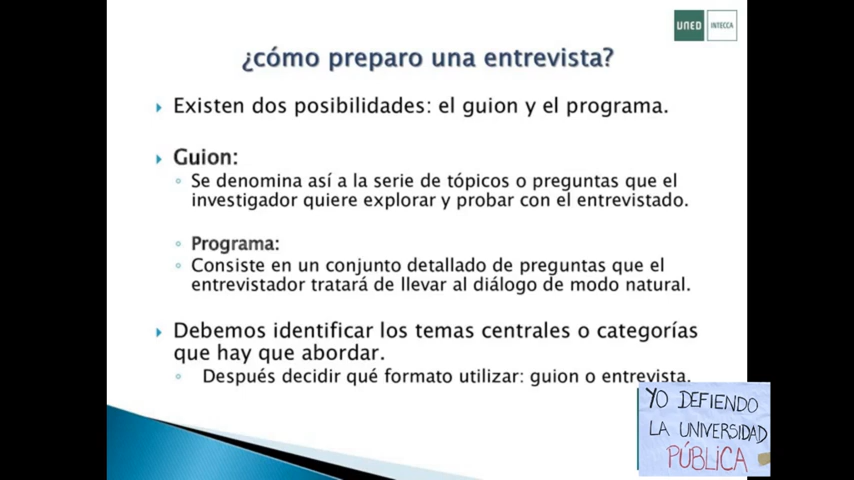 UNED
INTECCA
¿cómo preparo una entrevista?
Existen dos posibilidades: el guion y el programa.
Guion:
Se denomina así a la serie de tópicos o preguntas que el
investigador quiere explorar y probar con el entrevistado.
Programa:
Consiste en un conjunto detallado de preguntas que el
entrevistador tratará de llevar al diálogo de modo natural.
Debemos identificar los temas centrales o categorías
que hay que abordar.
Después decidir qué formato utilizar: guion o entrevista.
YO DEFIENDO
LA UNIVERSIDAD
PÚBLICA